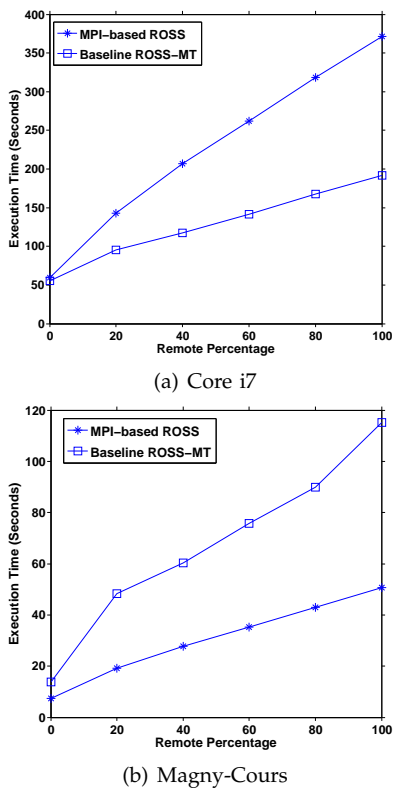 400
350
300
250
200
150
100
50
0
Execution Time (Seconds)
MPI-based ROSS
Baseline ROSS-MT
0 20 40 60 80 100
Remote Percentage
(a) Core i7
120
100
80
60
40
20
0
Execution Time (Seconds)
MPI-based ROSS
Baseline ROSS-MT
0 20 40 60 80 100
Remote Percentage
(b) Magny-Cours